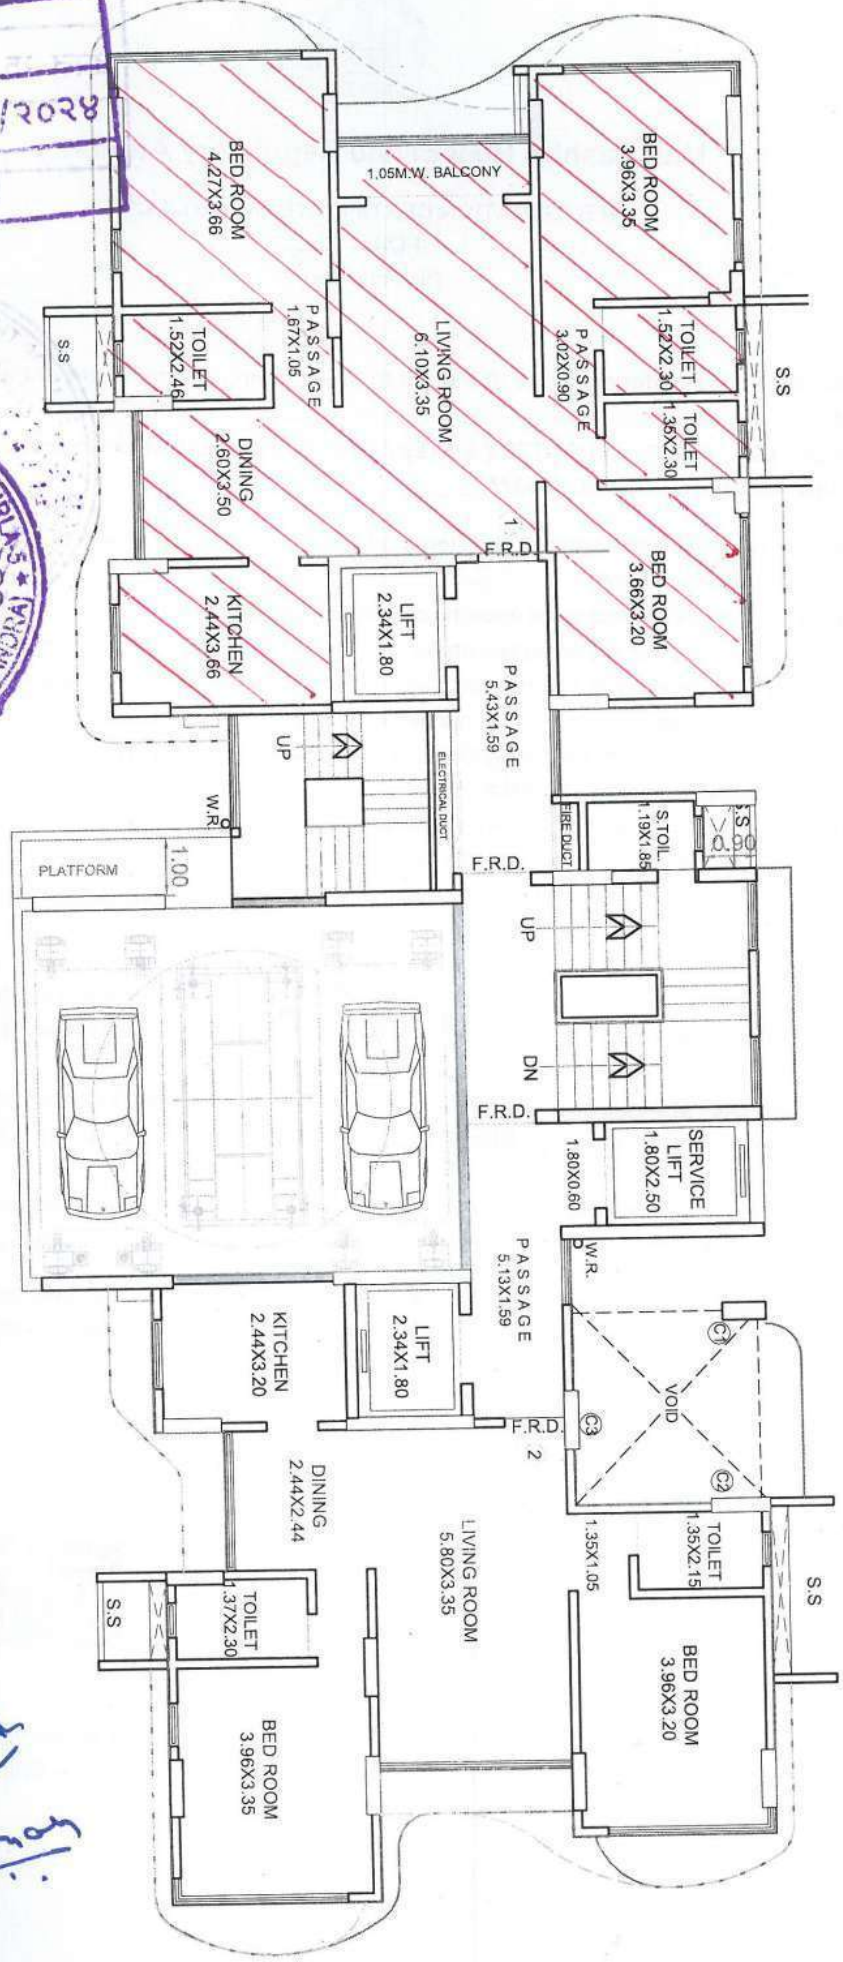 /२०२४
BED ROOM
4.27X3.66
1.05M.W. BALCONY
BED ROOM
3.96X3.35
S.S
TOILET
1.52X2.46
PASSAGE
1.67X1.05
LIVING ROOM
6.10X3.35
PASSAGE
3.02X0.90
TOILET
1.52X2.30
TOILET
1.35X2.30
S.S
DINING
2.60X3.50
1
F.R.D.
KITCHEN
2.44X3.66
LIFT
2.34X1.80
BED ROOM
3.66X3.20
PASSAGE
5.43X1.59
UP
W.R.
ELECTRICAL DUCT
FIRE DUCT
S.TOIL.
1.19X1.85
S.S
0.90
PLATFORM
1.00
F.R.D.
UP
DN
F.R.D.
1.80X0.60
SERVICE
LIFT
1.80X2.50
W.R.
PASSAGE
5.13X1.59
KITCHEN
2.44X3.20
LIFT
2.34X1.80
C1
VOID
C3
C2
F.R.D.
2
DINING
2.44X2.44
LIVING ROOM
5.80X3.35
1.35X1.05
TOILET
1.35X2.15
S.S
S.S
TOILET
1.37X2.30
BED ROOM
3.96X3.20
BED ROOM
3.96X3.35